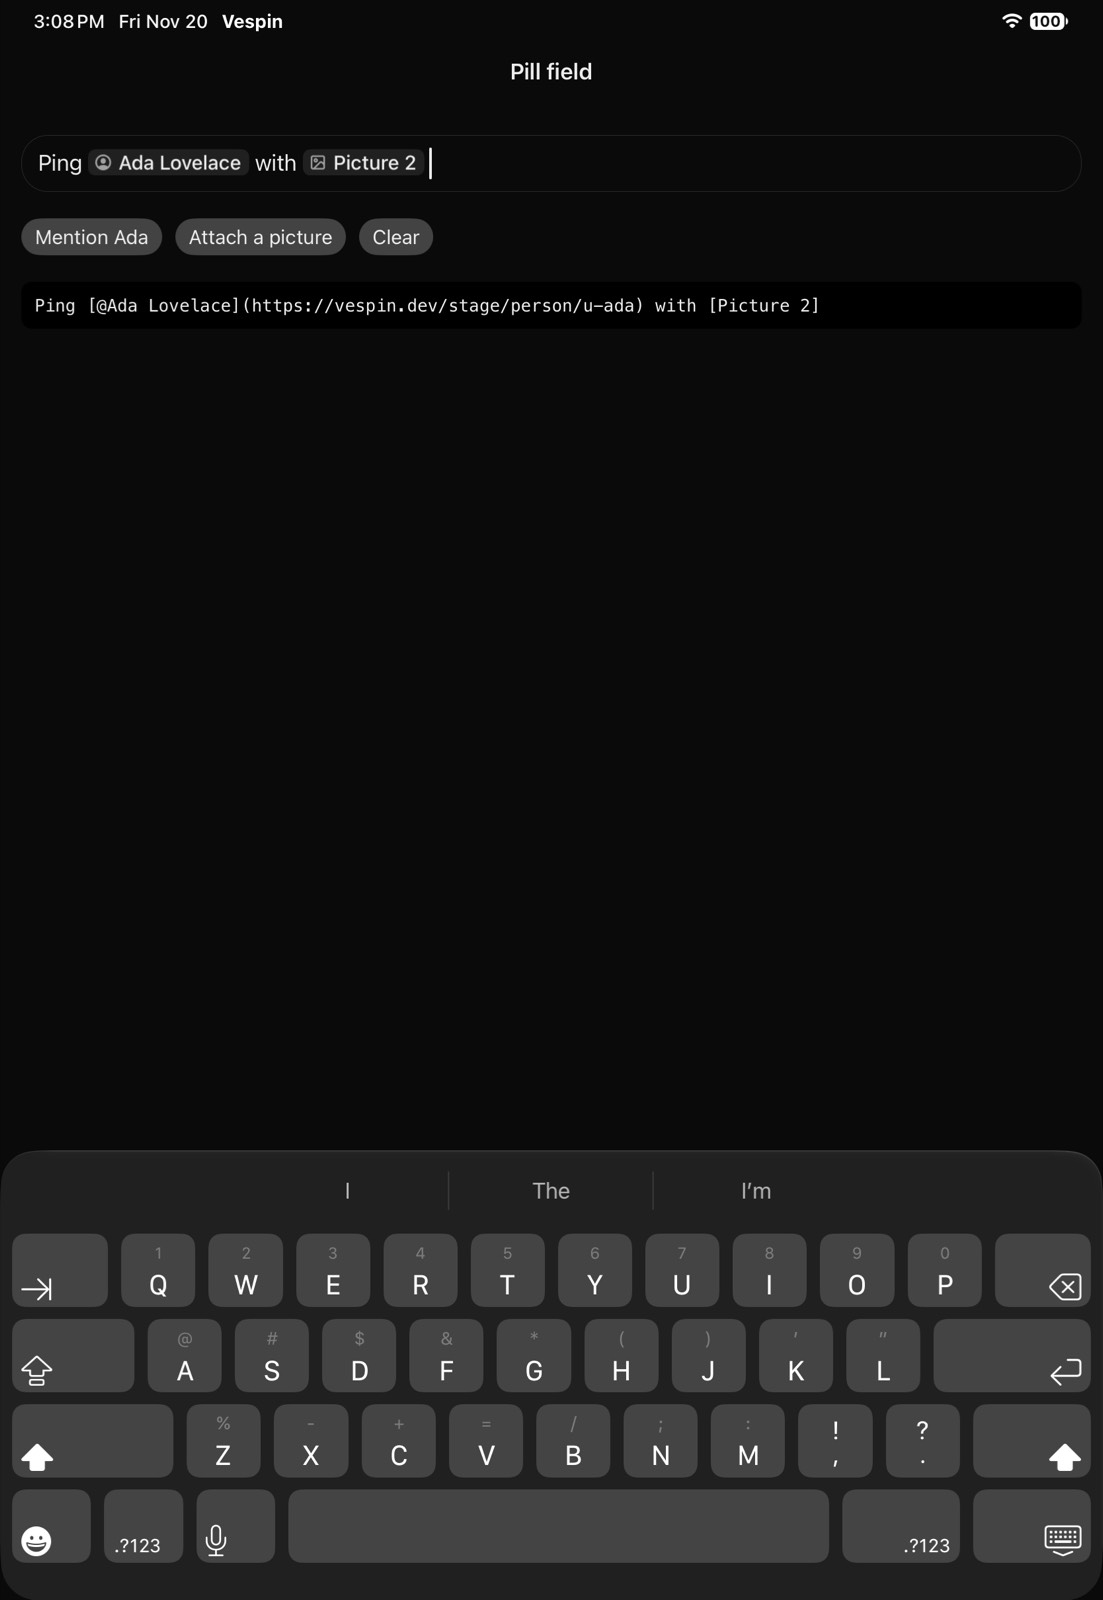 3:08 PM Fri Nov 20 Vespin 100
Pill field
Ping Ada Lovelace with Picture 2
Mention Ada Attach a picture Clear
Ping [@Ada Lovelace](https://vespin.dev/stage/person/u-ada) with [Picture 2]
I The I’m
1 2 3 4 5 6 7 8 9 0
Q W E R T Y U I O P
@ # $ & * ( ) ' "
A S D F G H J K L
% - + = / ; : ! ?
Z X C V B N M , .
.?123 .?123